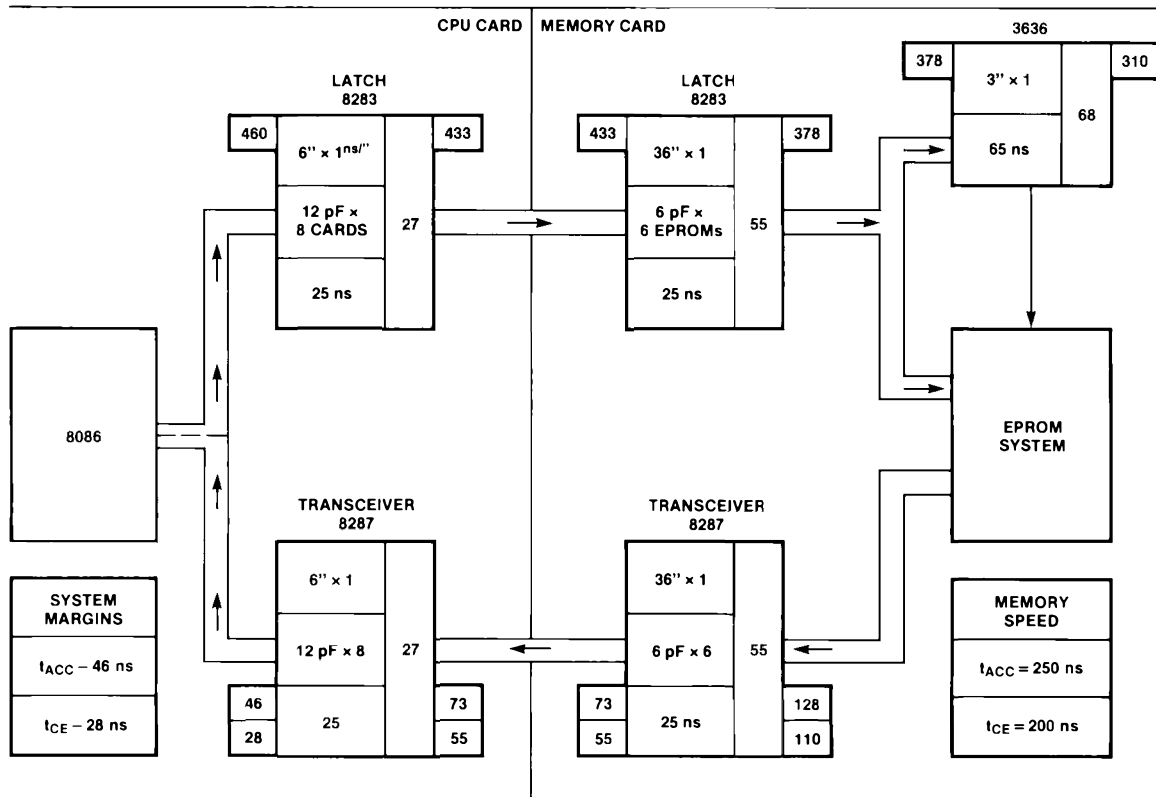 CPU CARD
MEMORY CARD
3636
378
3" × 1
68
310
65 ns
LATCH
8283
460
6" × 1 ns/"
433
12 pF ×
8 CARDS
27
25 ns
LATCH
8283
433
36" × 1
378
6 pF ×
6 EPROMs
55
25 ns
8086
EPROM
SYSTEM
TRANSCEIVER
8287
6" × 1
12 pF × 8
27
46
28
25
73
55
TRANSCEIVER
8287
36" × 1
6 pF × 6
55
73
55
25 ns
128
110
SYSTEM
MARGINS
tACC – 46 ns
tCE – 28 ns
MEMORY
SPEED
tACC = 250 ns
tCE = 200 ns